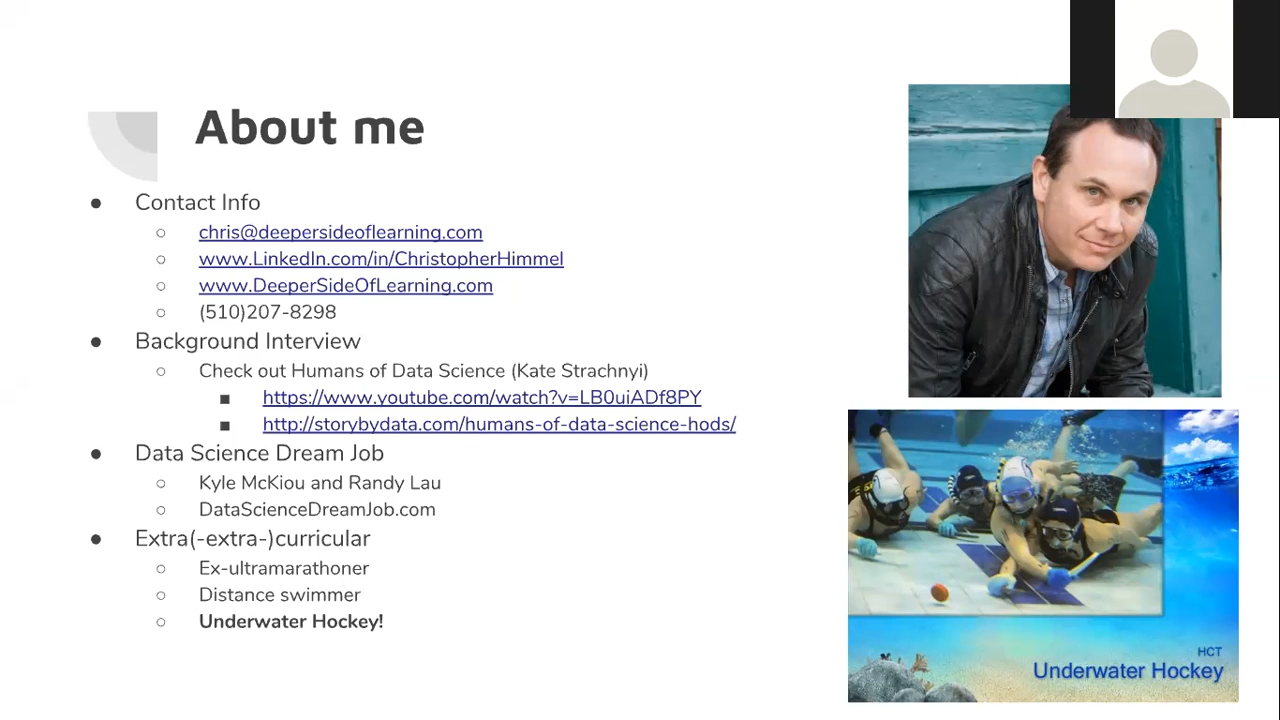 About me
Contact Info
chris@deepersideoflearning.com
www.LinkedIn.com/in/ChristopherHimmel
www.DeeperSideOfLearning.com
(510)207-8298
Background Interview
Check out Humans of Data Science (Kate Strachnyi)
https://www.youtube.com/watch?v=LB0uiADf8PY
http://storybydata.com/humans-of-data-science-hods/
Data Science Dream Job
Kyle McKiou and Randy Lau
DataScienceDreamJob.com
Extra(-extra-)curricular
Ex-ultramarathoner
Distance swimmer
Underwater Hockey!
HCT
Underwater Hockey